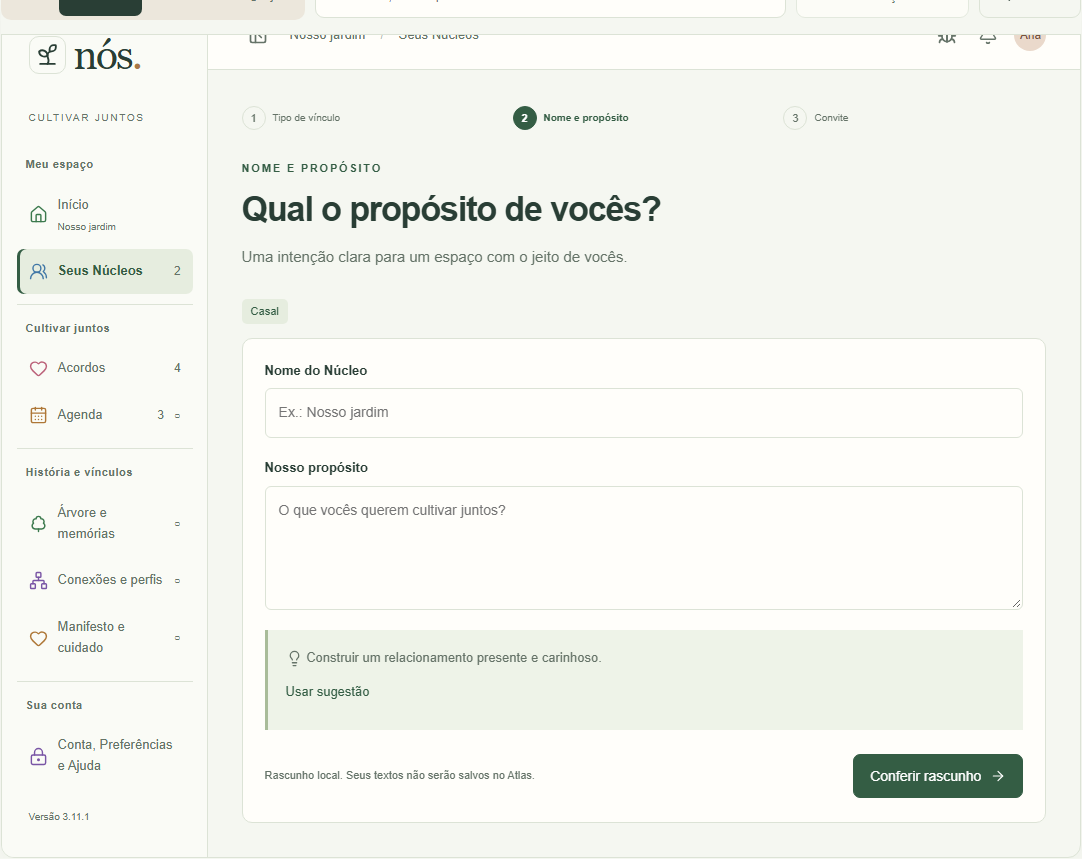 nós.
CULTIVAR JUNTOS
Meu espaço
Início
Nosso jardim
Seus Núcleos 2
Cultivar juntos
Acordos 4
Agenda 3
História e vínculos
Árvore e
memórias
Conexões e perfis
Manifesto e
cuidado
Sua conta
Conta, Preferências
e Ajuda
Versão 3.11.1
Nosso jardim / Seus Núcleos
Ana
1 Tipo de vínculo
2 Nome e propósito
3 Convite
NOME E PROPÓSITO
Qual o propósito de vocês?
Uma intenção clara para um espaço com o jeito de vocês.
Casal
Nome do Núcleo
Ex.: Nosso jardim
Nosso propósito
O que vocês querem cultivar juntos?
Construir um relacionamento presente e carinhoso.
Usar sugestão
Rascunho local. Seus textos não serão salvos no Atlas.
Conferir rascunho